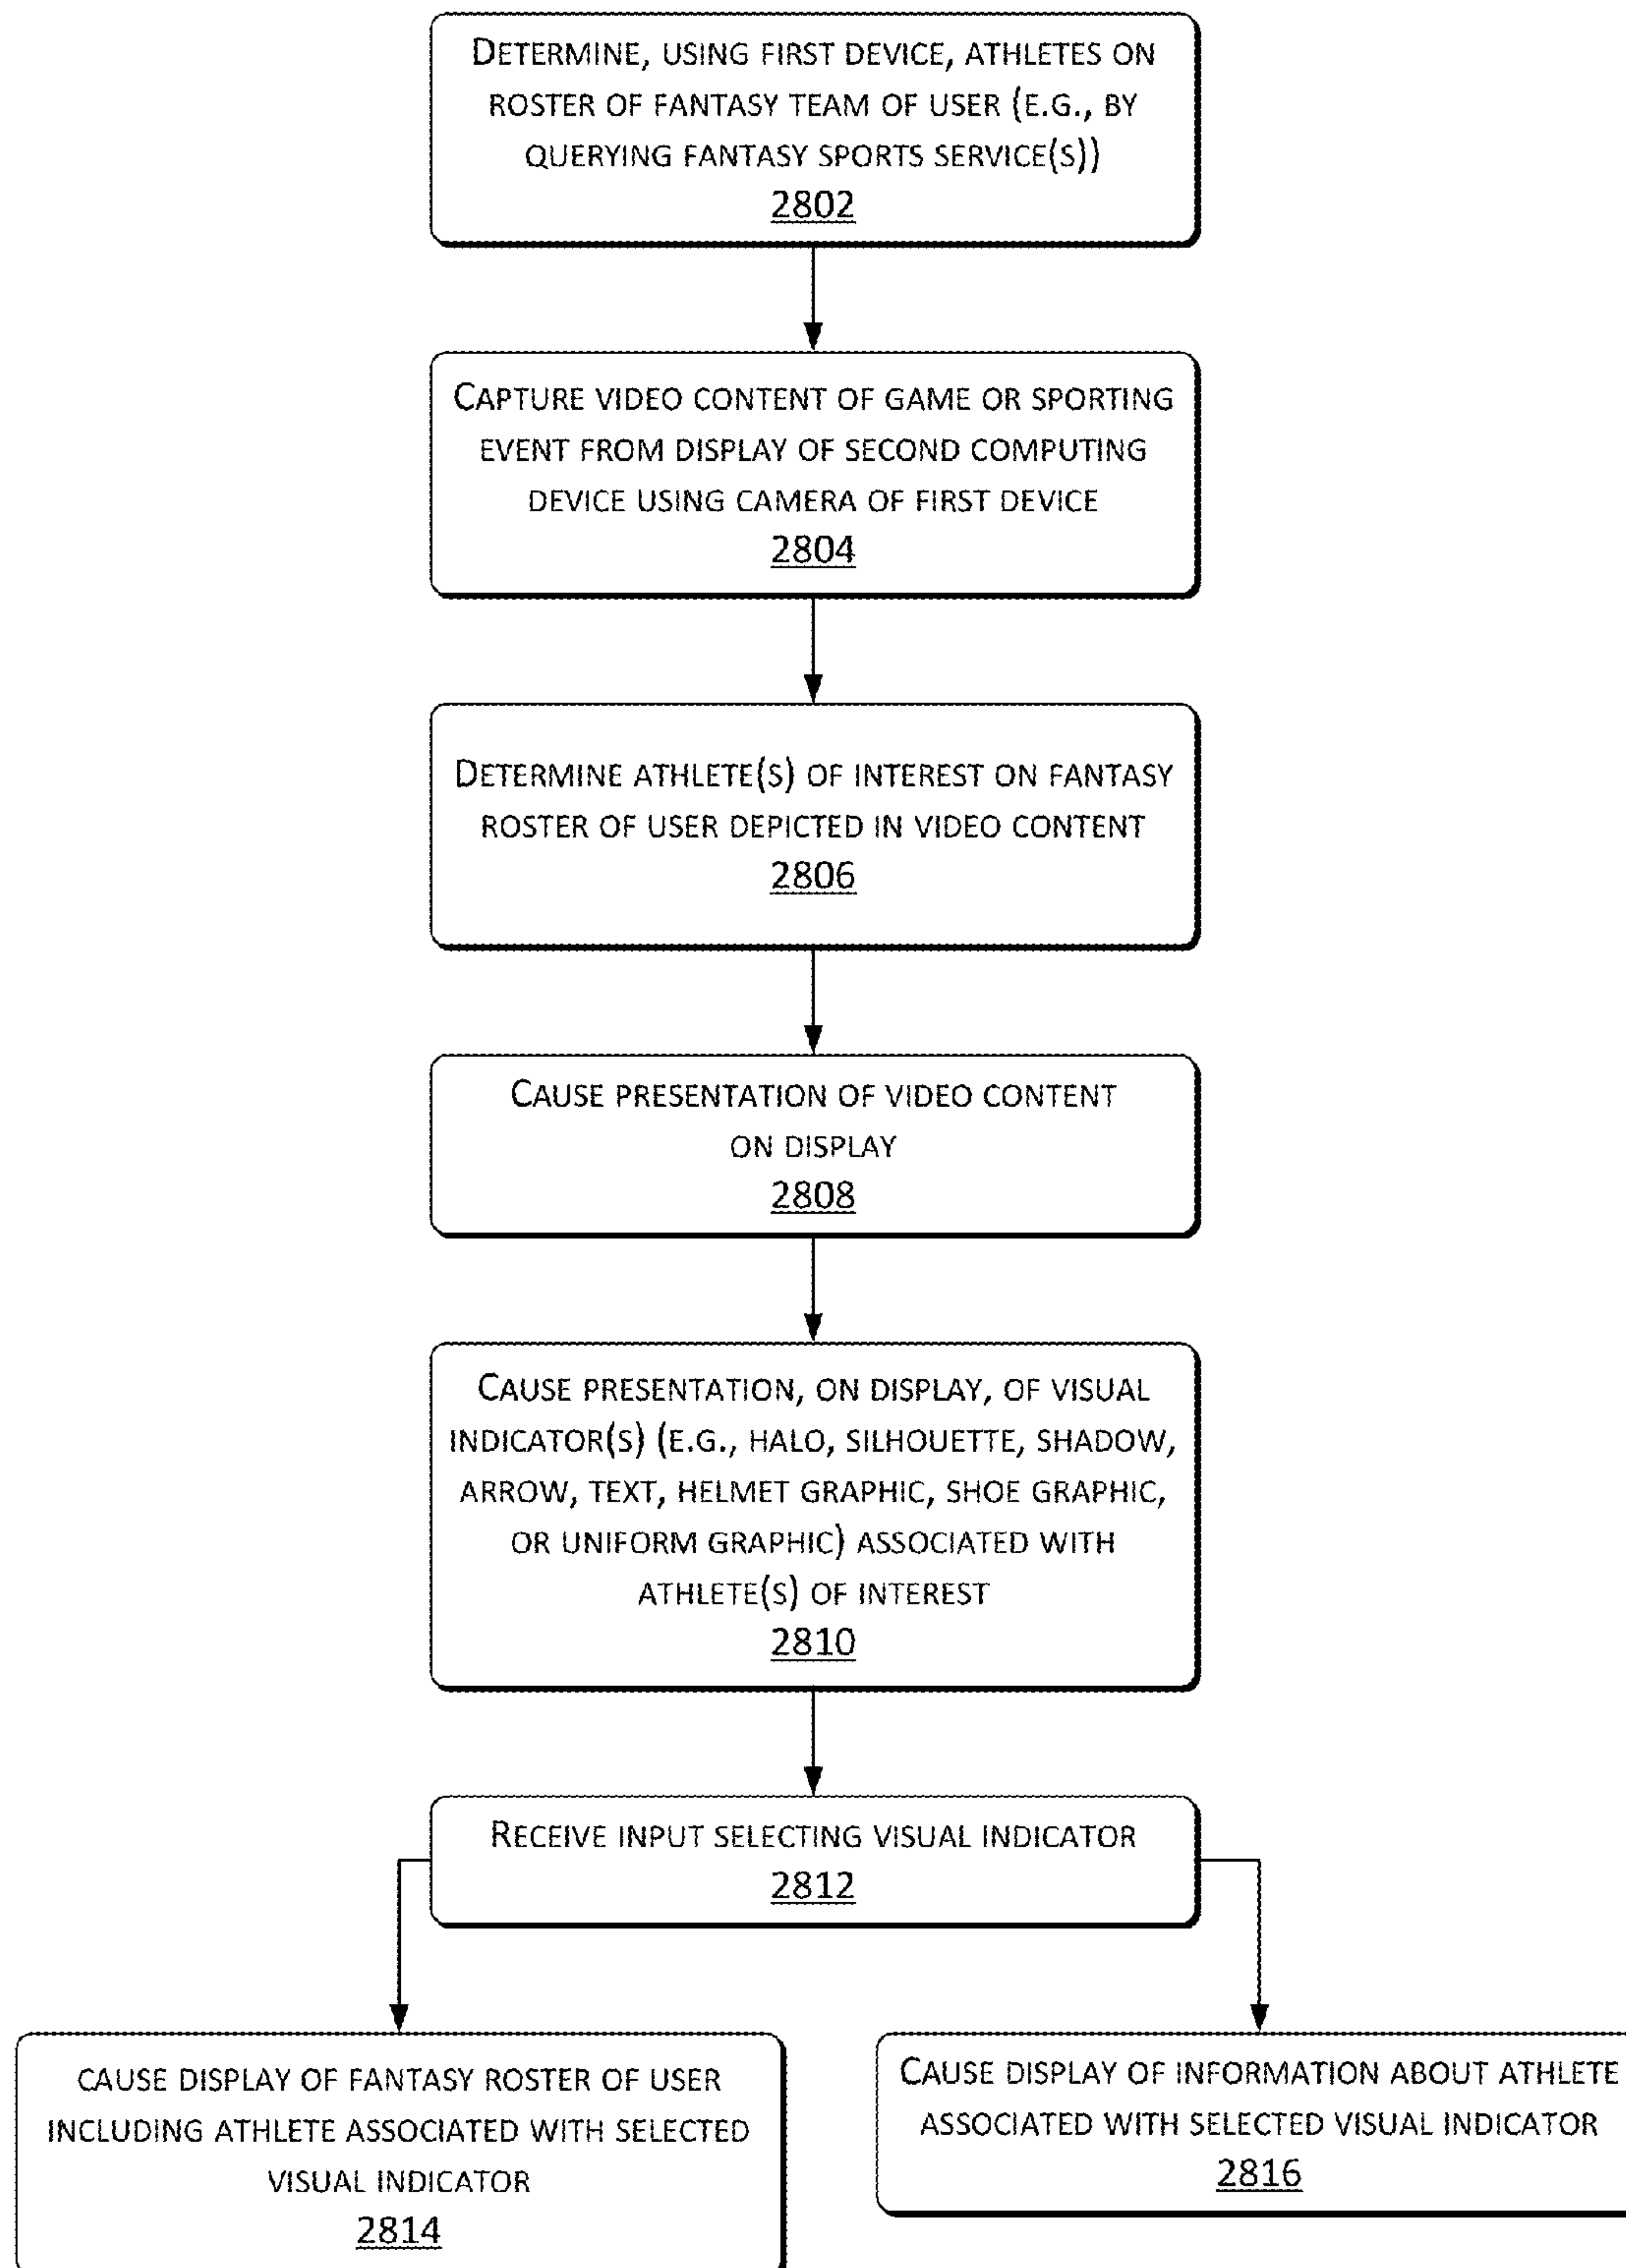 DETERMINE, USING FIRST DEVICE, ATHLETES ON
ROSTER OF FANTASY TEAM OF USER (E.G., BY
QUERYING FANTASY SPORTS SERVICE(S))
2802
CAPTURE VIDEO CONTENT OF GAME OR SPORTING
EVENT FROM DISPLAY OF SECOND COMPUTING
DEVICE USING CAMERA OF FIRST DEVICE
2804
DETERMINE ATHLETE(S) OF INTEREST ON FANTASY
ROSTER OF USER DEPICTED IN VIDEO CONTENT
2806
CAUSE PRESENTATION OF VIDEO CONTENT
ON DISPLAY
2808
CAUSE PRESENTATION, ON DISPLAY, OF VISUAL
INDICATOR(S) (E.G., HALO, SILHOUETTE, SHADOW,
ARROW, TEXT, HELMET GRAPHIC, SHOE GRAPHIC,
OR UNIFORM GRAPHIC) ASSOCIATED WITH
ATHLETE(S) OF INTEREST
2810
RECEIVE INPUT SELECTING VISUAL INDICATOR
2812
CAUSE DISPLAY OF FANTASY ROSTER OF USER
INCLUDING ATHLETE ASSOCIATED WITH SELECTED
VISUAL INDICATOR
2814
CAUSE DISPLAY OF INFORMATION ABOUT ATHLETE
ASSOCIATED WITH SELECTED VISUAL INDICATOR
2816